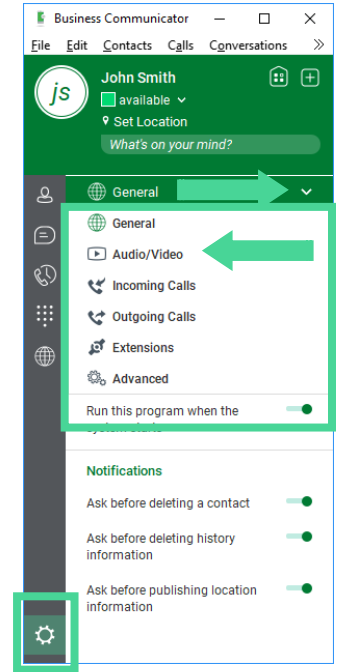 Business Communicator
File Edit Contacts Calls Conversations »
js
John Smith
available
Set Location
What's on your mind?
General
General
Audio/Video
Incoming Calls
Outgoing Calls
Extensions
Advanced
Run this program when the
system starts
Notifications
Ask before deleting a contact
Ask before deleting history
information
Ask before publishing location
information